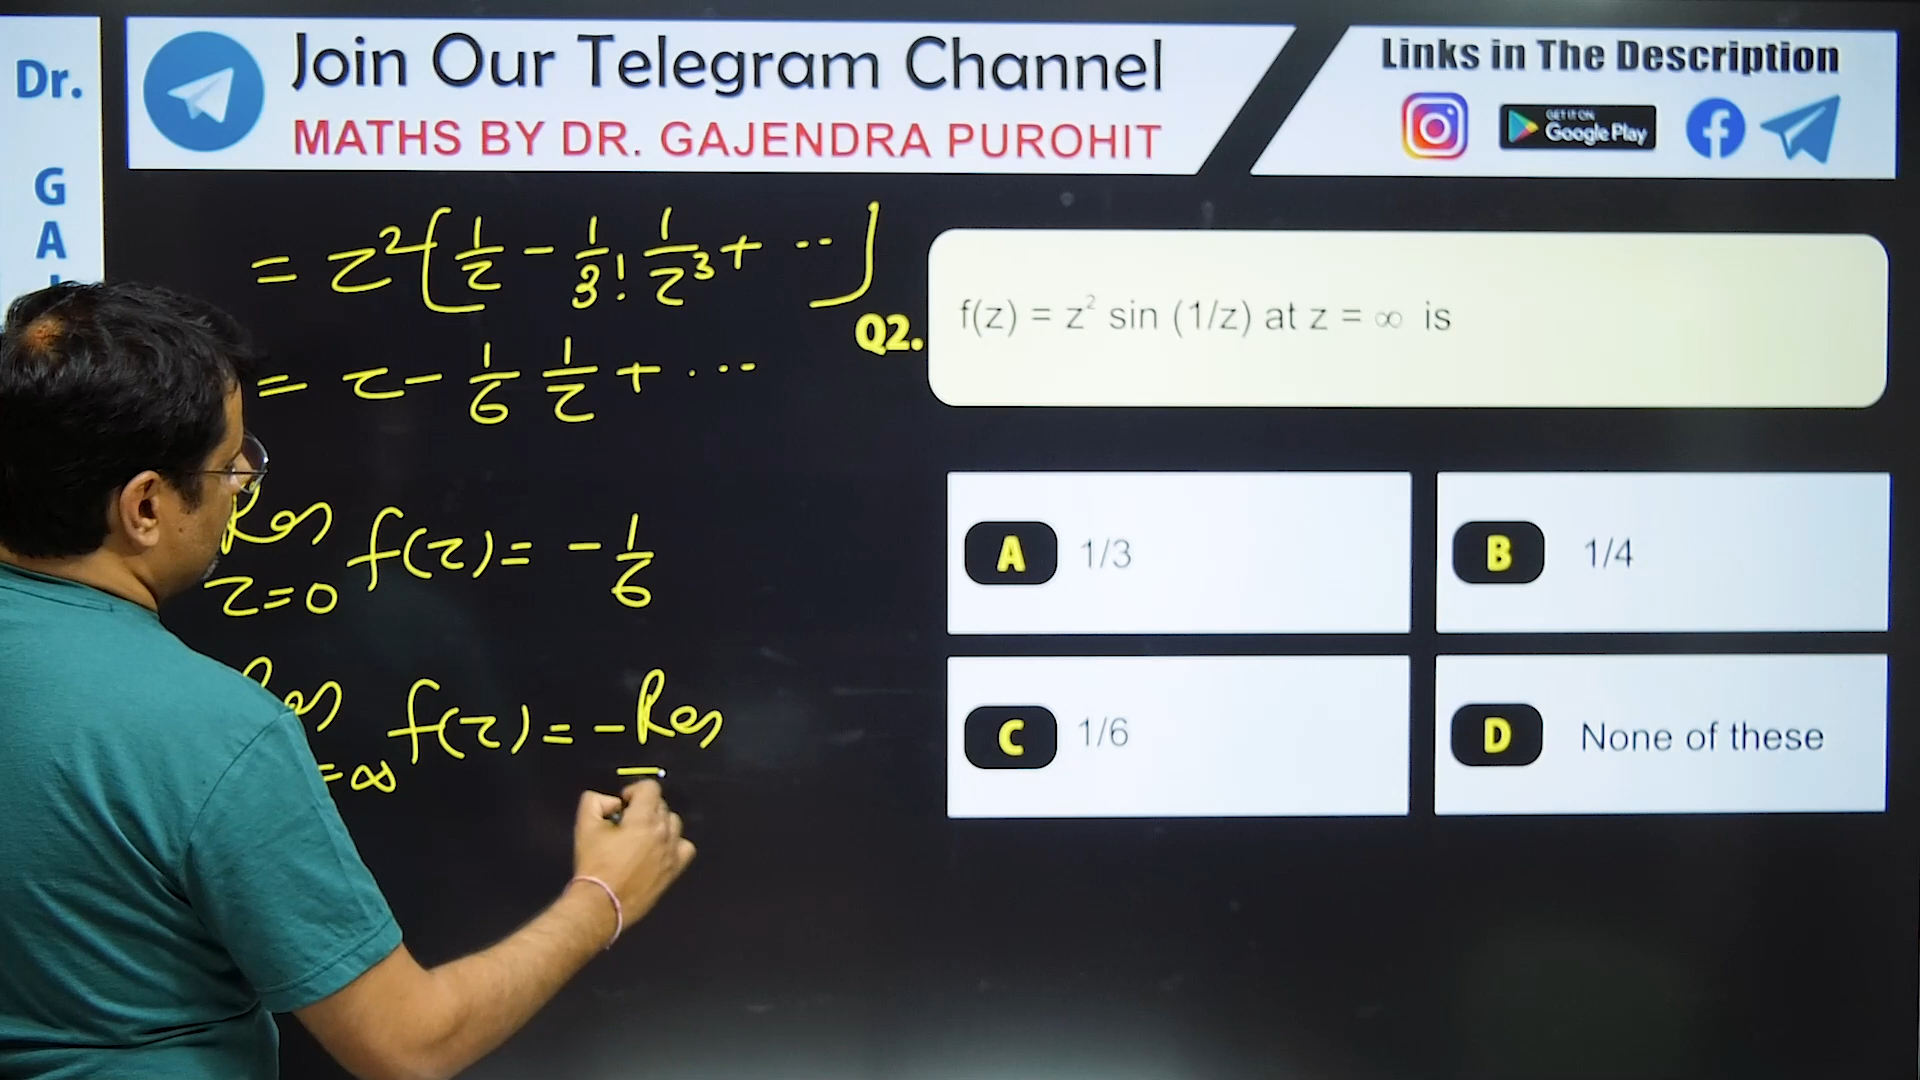 Dr.
G
A
Join Our Telegram Channel
MATHS BY DR. GAJENDRA PUROHIT
Links in The Description
GET IT ON
Google Play
= z²[1/z - 1/3! 1/z³ + ...]
= z - 1/6 1/z + ...
Res f(z) = - 1/6
z=0
Res f(z) = - Res
=∞
Q2.
f(z) = z² sin (1/z) at z = ∞ is
A 1/3
B 1/4
C 1/6
D None of these